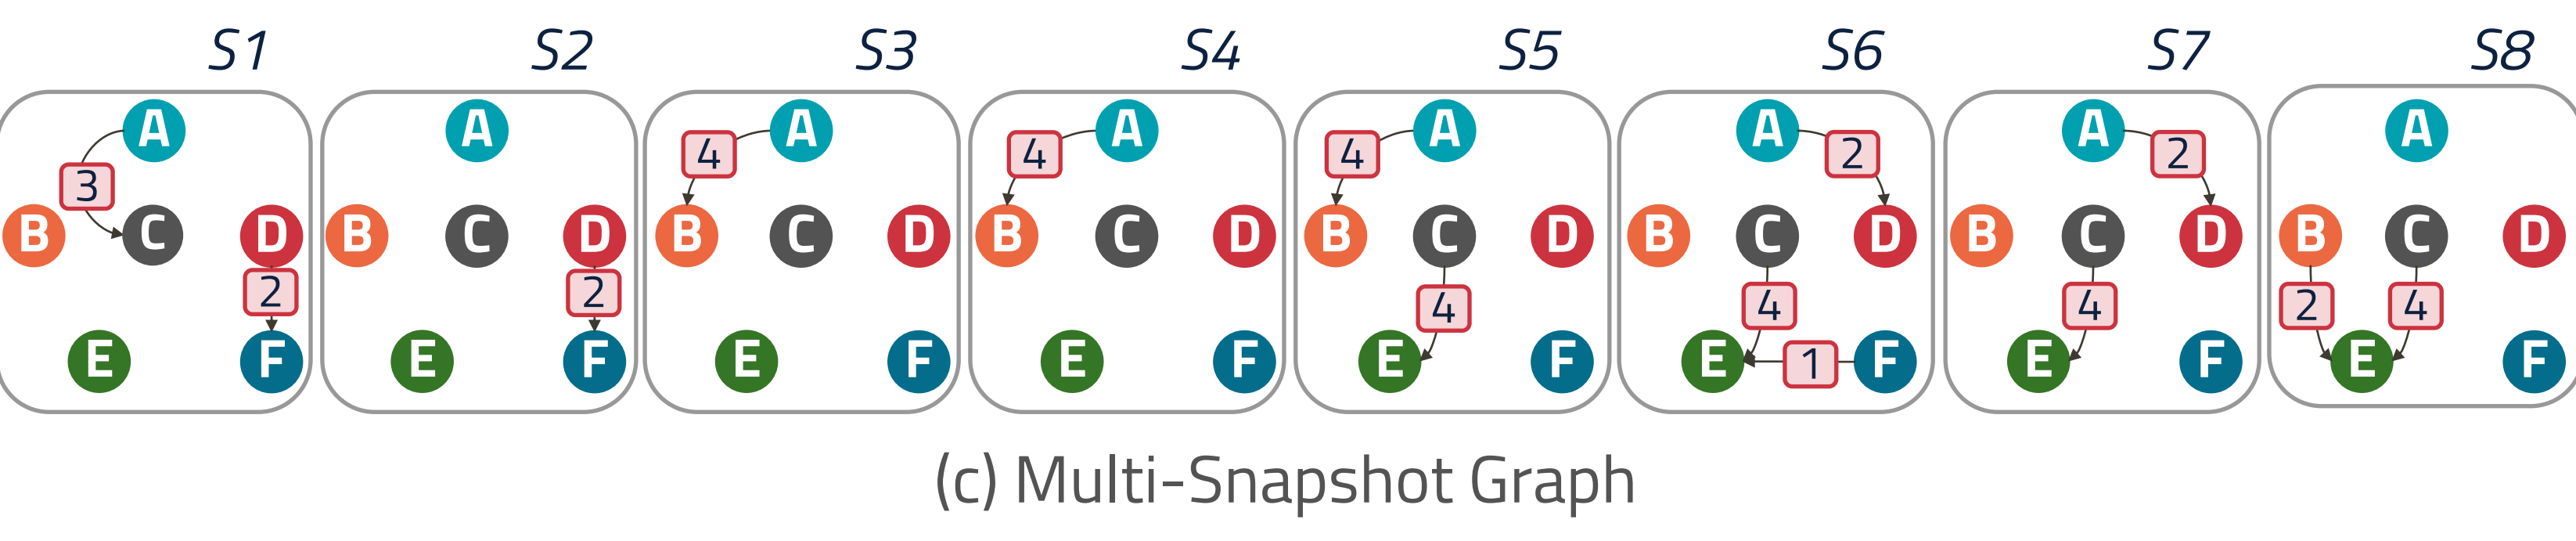 S1 S2 S3 S4 S5 S6 S7 S8
A A A A A A A A
4 4 4 2 2
3
B C D B C D B C D B C D B C D B C D B C D B C D
2 2 4 4 4 2 4
E F E F E F E F E F E 1 F E F E F
(c) Multi-Snapshot Graph